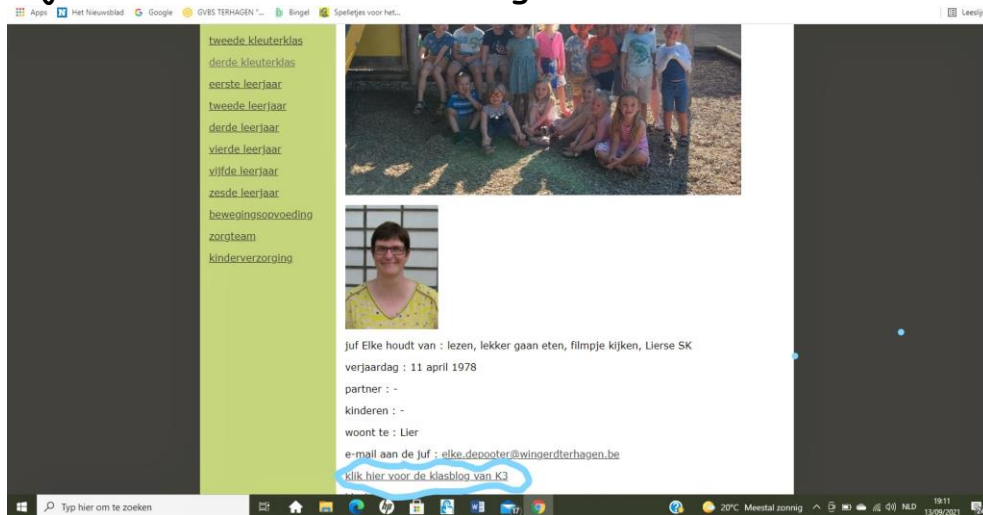 Apps Het Nieuwsblad Google GVBS TERHAGEN "... Bingel Spelletjes voor het...
tweede kleuterklas
derde kleuterklas
eerste leerjaar
tweede leerjaar
derde leerjaar
vierde leerjaar
vijfde leerjaar
zesde leerjaar
bewegingsopvoeding
zorgteam
kinderverzorging
juf Elke houdt van : lezen, lekker gaan eten, filmpje kijken, Lierse SK
verjaardag : 11 april 1978
partner : -
kinderen : -
woont te : Lier
e-mail aan de juf : elke.depooter@wingerdterhagen.be
klik hier voor de klasblog van K3
Typ hier om te zoeken
20°C Meestal zonnig
NLD
19:11
13/09/2021